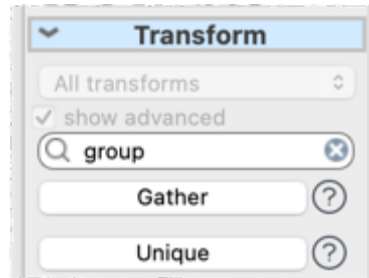 Transform
All transforms
show advanced
group
Gather
?
Unique
?